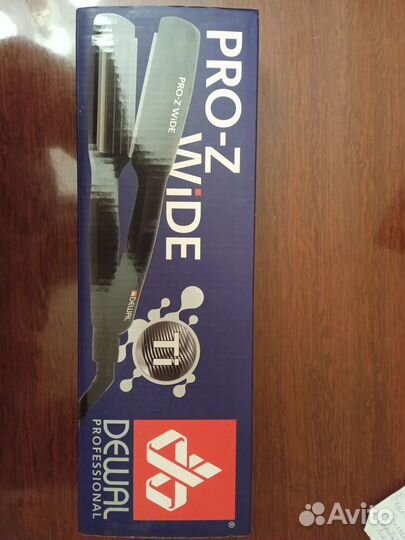 PRO-Z
WiDE
PRO-Z WIDE
DEWAL
Ti
®
DEWAL
PROFESSIONAL
Avito